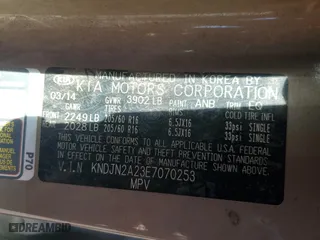 MANUFACTURED IN KOREA BY
KIA MOTORS CORPORATION
03/14 GVWR 3902LB PAINT ANB TRIM EQ
FRONT 2249LB 205/60 R16 6.5JX16 33psi SINGLE
2028LB 205/60 R16 6.5JX16 33psi SINGLE
THIS VEHICLE CONFORMS TO ALL APPLICABLE
U.S. FEDERAL MOTOR VEHICLE SAFETY
THEFT PREVENTION STANDARDS IN EFFECT ON
THE DATE OF MANUFACTURE SHOWN ABOVE.
V.I.N KNDJN2A23E7070253
MPV
P70